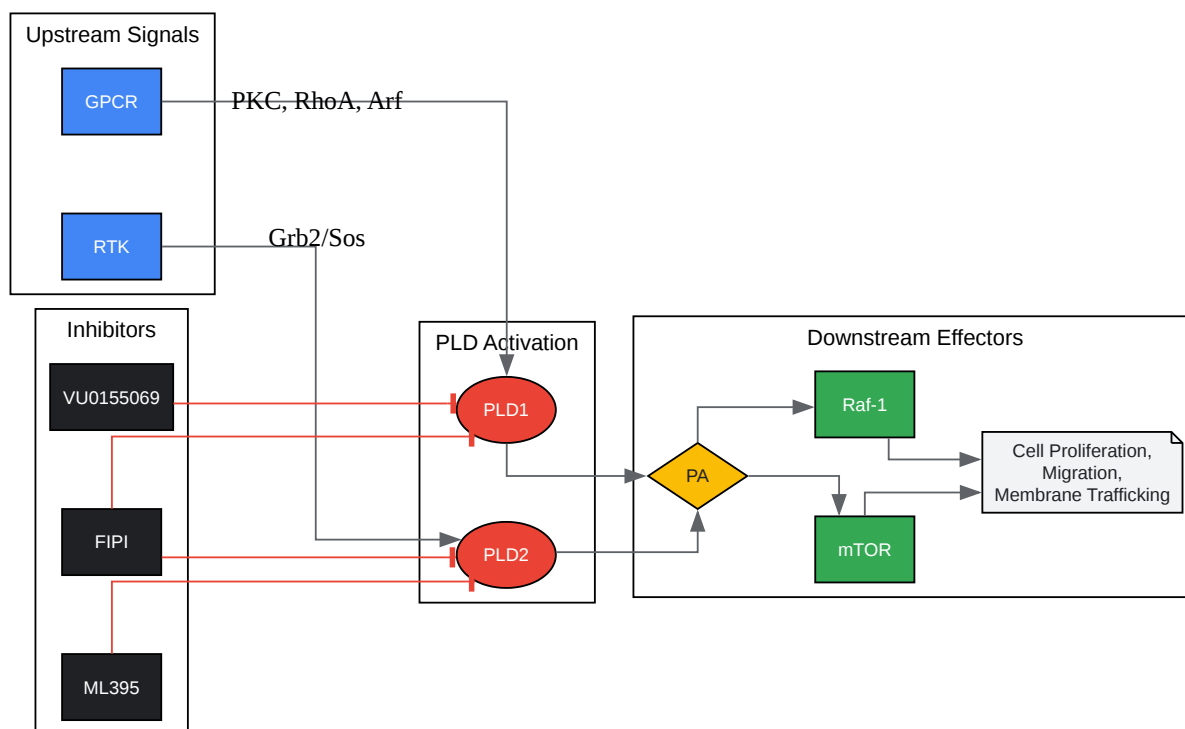 Upstream Signals
GPCR
PKC, RhoA, Arf
RTK
Grb2/Sos
Inhibitors
VU0155069
FIPI
ML395
PLD Activation
PLD1
PLD2
Downstream Effectors
PA
Raf-1
mTOR
Cell Proliferation,
Migration,
Membrane Trafficking